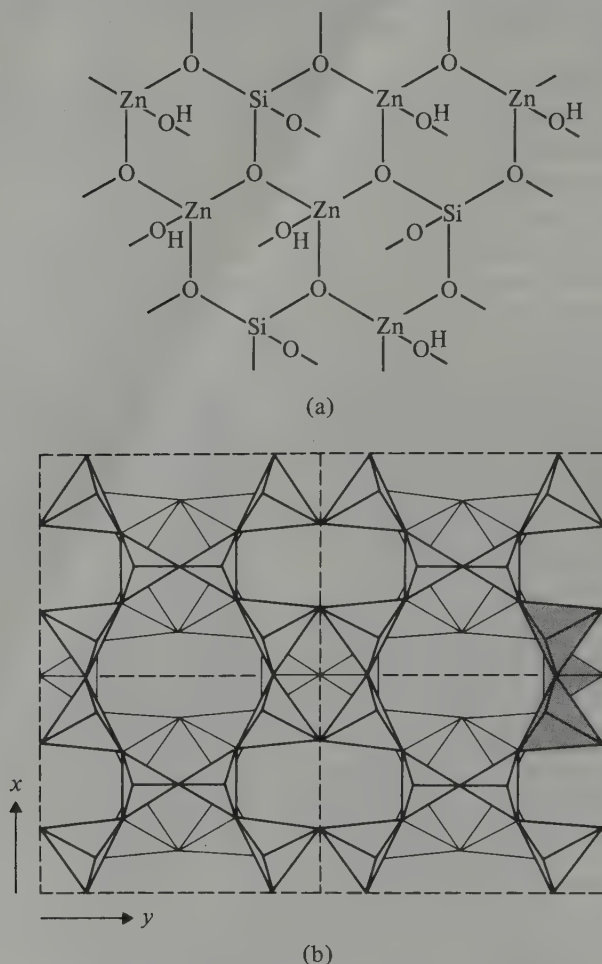 O O O
Zn Si Zn Zn
OH O OH OH
O O O O
Zn Zn Si
OH OH O
O O O
Si Zn
O OH
(a)
x
y
(b)